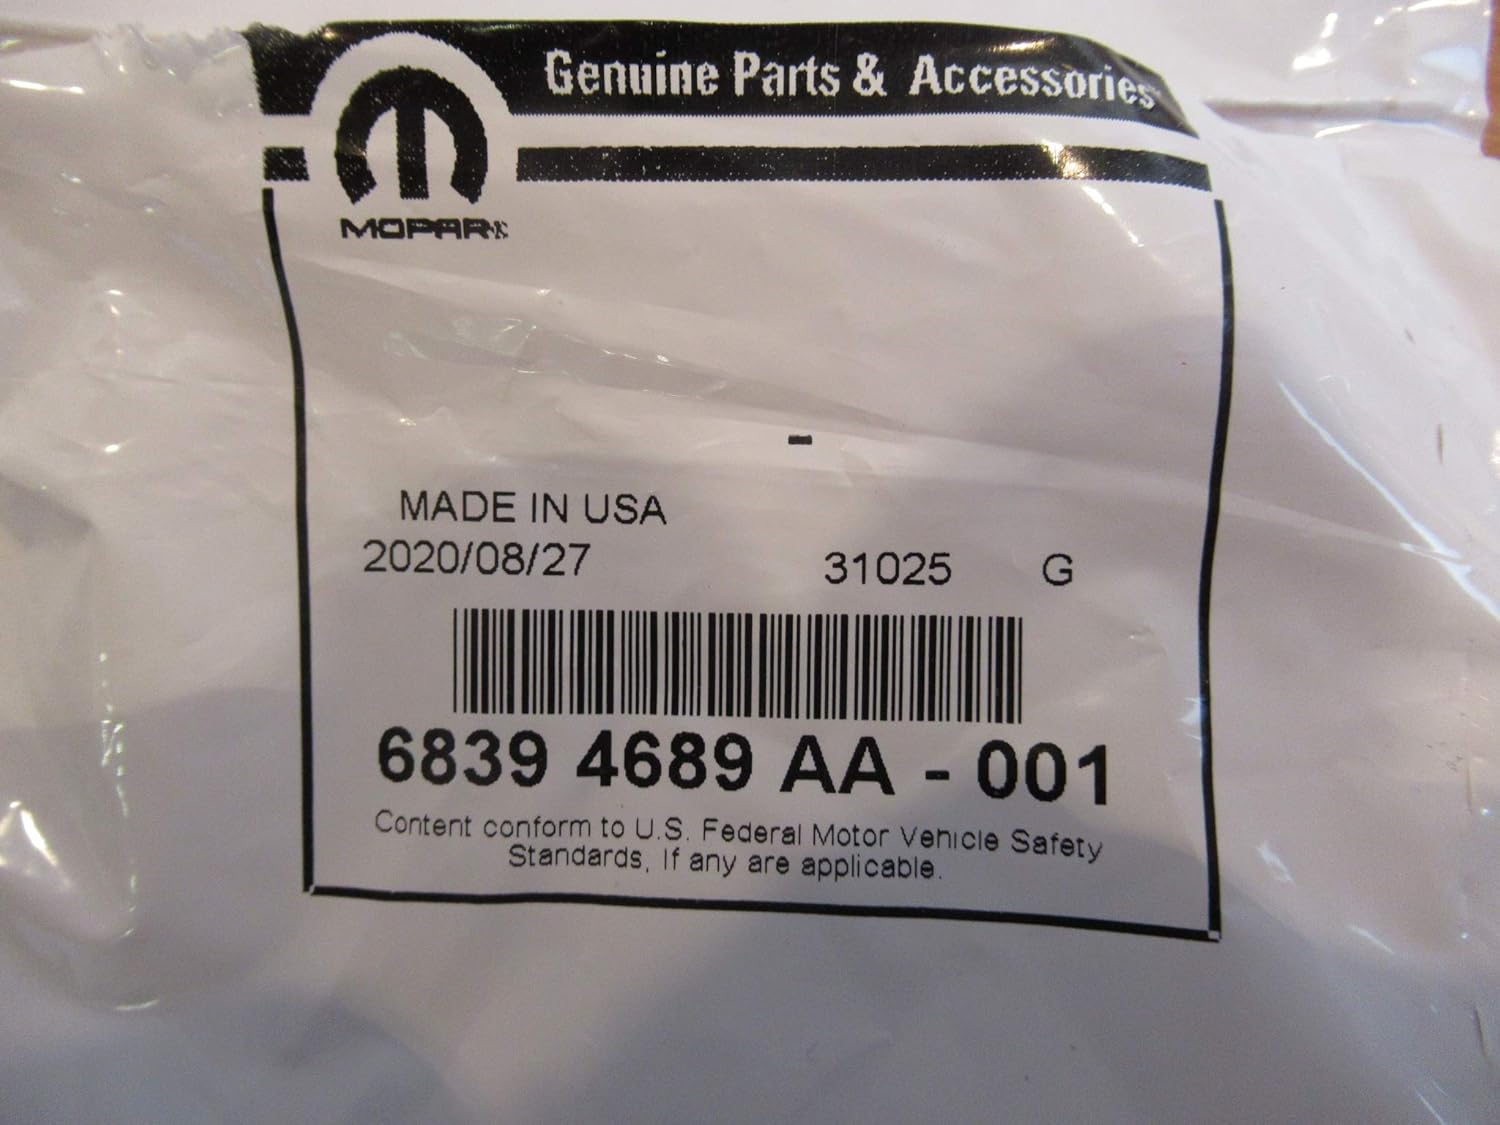 Genuine Parts & Accessories
MOPAR
-
MADE IN USA
2020/08/27 31025 G
6839 4689 AA - 001
Content conform to U.S. Federal Motor Vehicle Safety
Standards, If any are applicable.